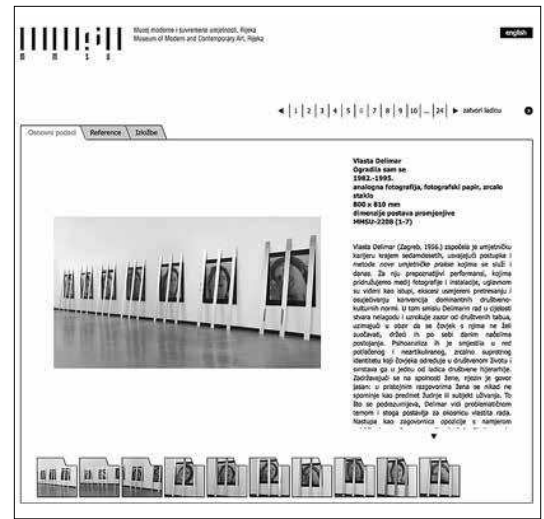 Muzej moderne i suvremene umjetnosti, Rijeka
Museum of Modern and Contemporary Art, Rijeka
english
1 2 3 4 5 6 7 8 9 10 ... 24 zatvori ladicu
Osnovni podaci Reference Izložbe
Vlasta Delimar
Ogradila sam se
1982.-1995.
analogna fotografija, fotografski papir, zrcalo
staklo
800 x 810 mm
dimenzije postava promjenjive
MMSU-2208 (1-7)
Vlasta Delimar (Zagreb, 1956.) započela je umjetničku
karijeru krajem sedamdesetih, usvajajući postupke i
metode nove umjetničke prakse kojima se služi i
danas. Za nju prepoznatljivi performansi, kojima
pridružujemo medij fotografije i instalacije, uglavnom
su viđeni kao istupi, ekscesi usmjereni pretresanju i
osvježavanju konvencija dominantnih društveno-
kulturnih normi. U tom smislu Delimarin rad u cijelosti
stvara nelagodu i uzrokuje zazor od društvenih tabua,
uzimajući u obzir da se čovjek s njima ne želi
suočavati, držeći ih po sebi danim načelima
postojanja. Psihoanaliza ih je smjestila u red
potlačenog i neartikuliranog, zrcalno suprotnog
identitetu koji čovjeka određuje u društvenom životu i
svrstava ga u jednu od ladica društvene hijerarhije.
Zadržavajući se na spolnosti žene, njezin je govor
jasan: u pristojnim razgovorima žena se nikad ne
spominje kao predmet žudnje ili subjekt uživanja. To
što se podrazumijeva, Delimar vidi problematičnom
temom i stoga postavlja za okosnicu vlastita rada.
Nastupa kao zagovornica opozicije s namjerom